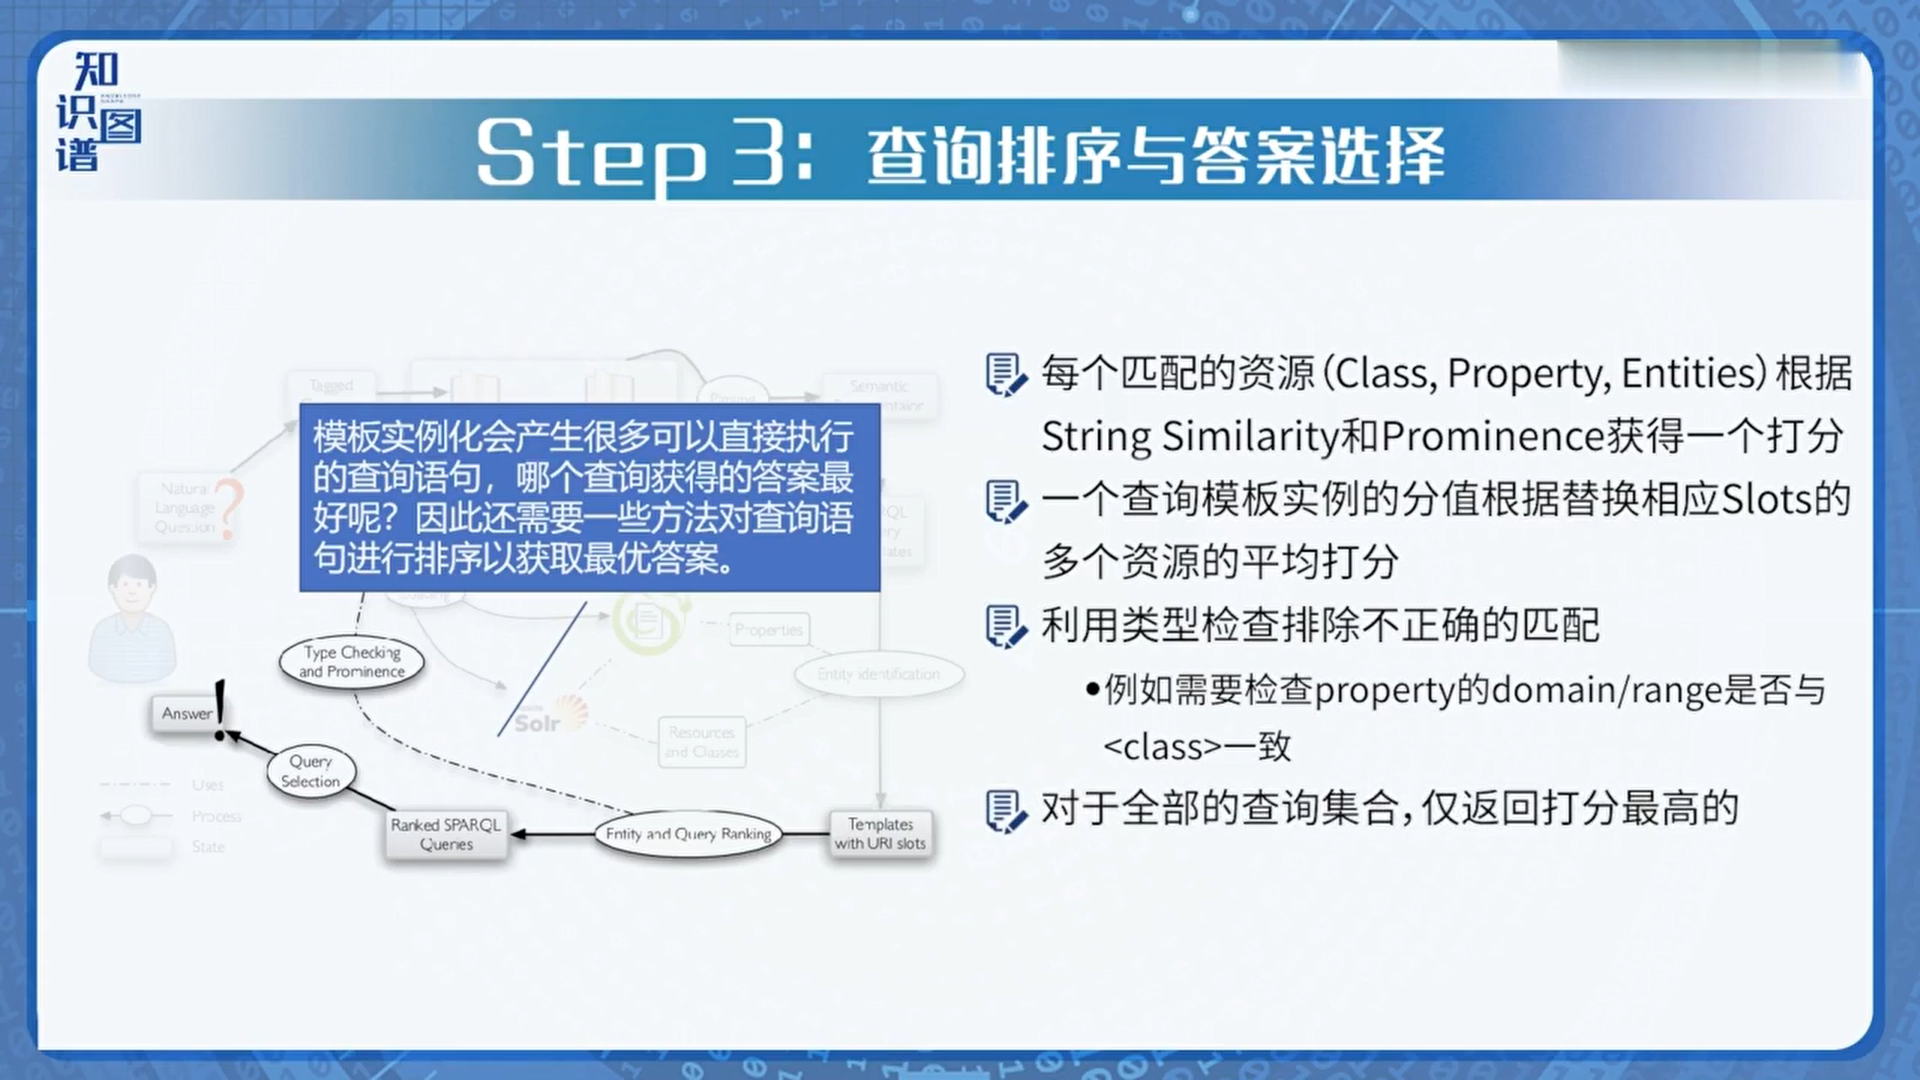 知识图谱
Step 3：查询排序与答案选择
Tagged
Semantic
Natural
Language
Question
?
模板实例化会产生很多可以直接执行
的查询语句，哪个查询获得的答案最
好呢？因此还需要一些方法对查询语
句进行排序以获取最优答案。
Properties
Type Checking
and Prominence
Entity identification
Answer
!
Solr
Resources
and Classes
Query
Selection
Uses
Process
State
Ranked SPARQL
Queries
Entity and Query Ranking
Templates
with URI slots
每个匹配的资源（Class, Property, Entities）根据
String Similarity和Prominence获得一个打分
一个查询模板实例的分值根据替换相应Slots的
多个资源的平均打分
利用类型检查排除不正确的匹配
•例如需要检查property的domain/range是否与
<class>一致
对于全部的查询集合，仅返回打分最高的